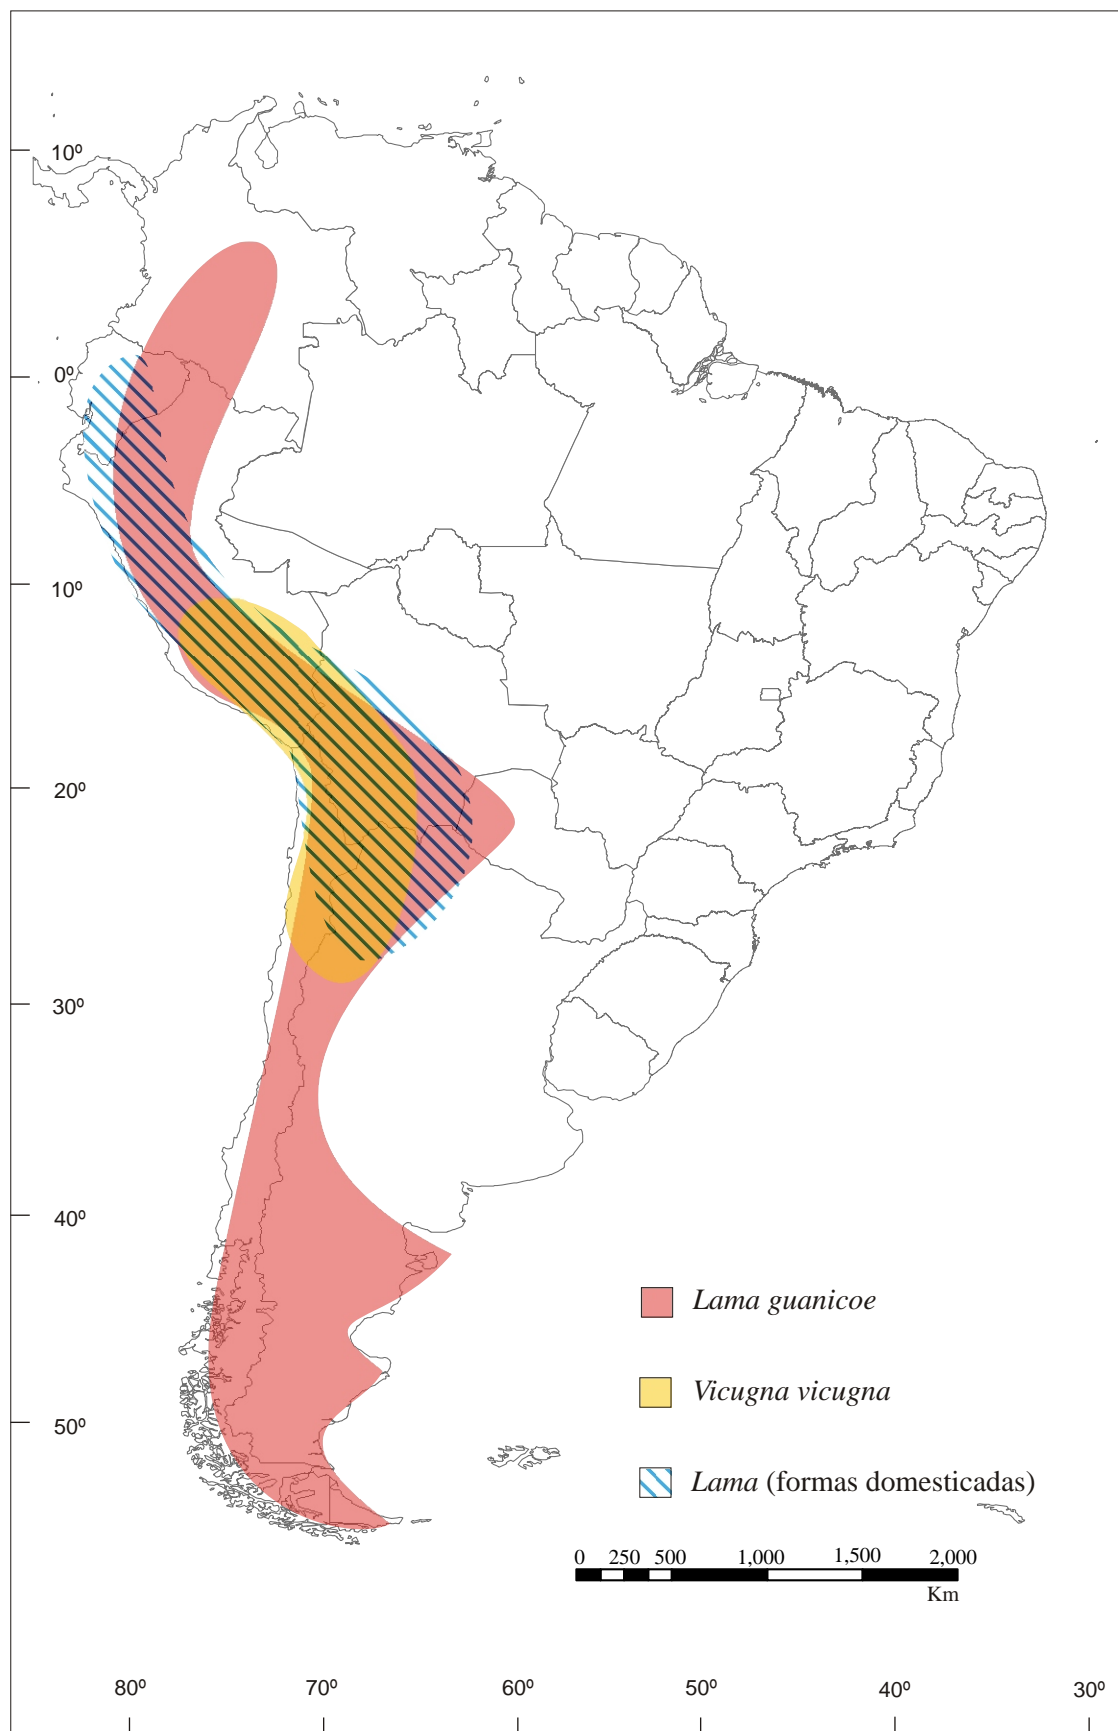 10º
0º
10º
20º
30º
40º
50º
Lama guanicoe
Vicugna vicugna
Lama (formas domesticadas)
0 250 500 1,000 1,500 2,000
Km
80º 70º 60º 50º 40º 30º